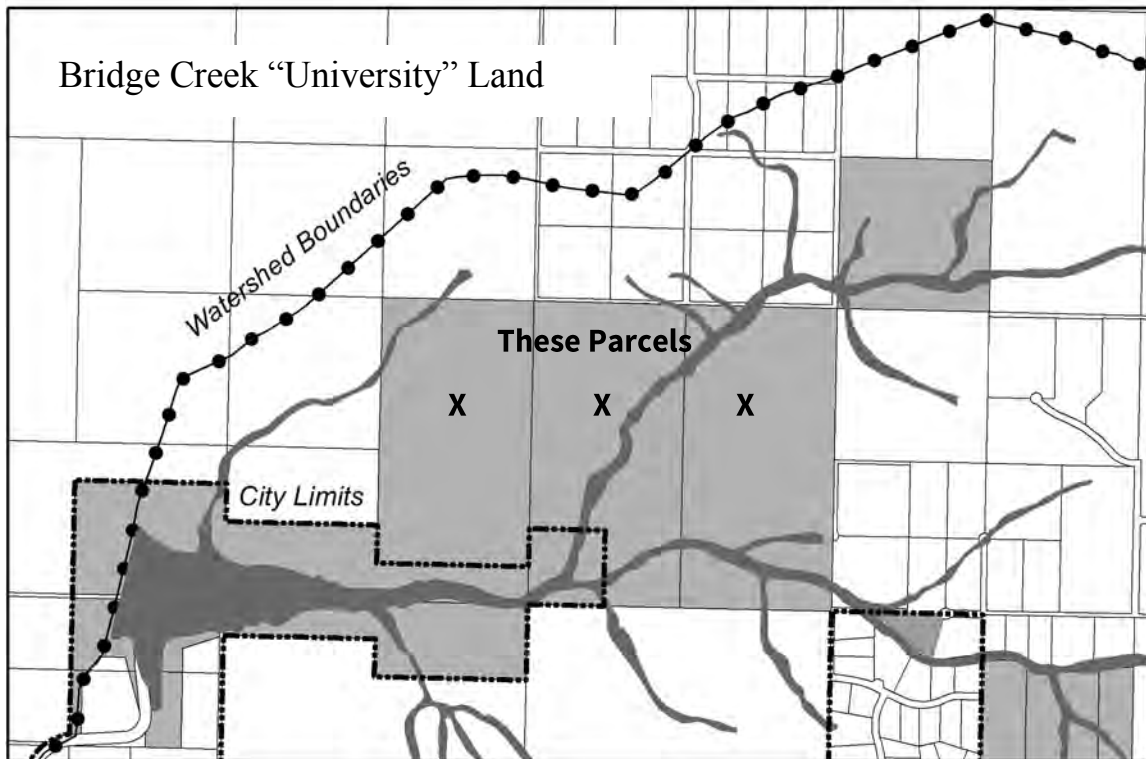 Bridge Creek “University” Land
Watershed Boundaries
These Parcels
X X X
City Limits